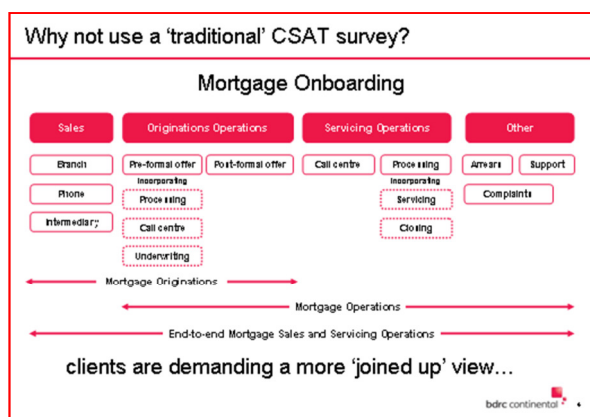 Why not use a ‘traditional’ CSAT survey?
Mortgage Onboarding
Sales Originations Operations Servicing Operations Other
Branch Pre-formal offer Post-formal offer Call centre Processing Arrears Support
Incorporating Incorporating
Phone Processing Servicing Complaints
Intermediary Call centre Closing
Underwriting
Mortgage Originations
Mortgage Operations
End-to-end Mortgage Sales and Servicing Operations
clients are demanding a more ‘joined up’ view...
bdrc continental